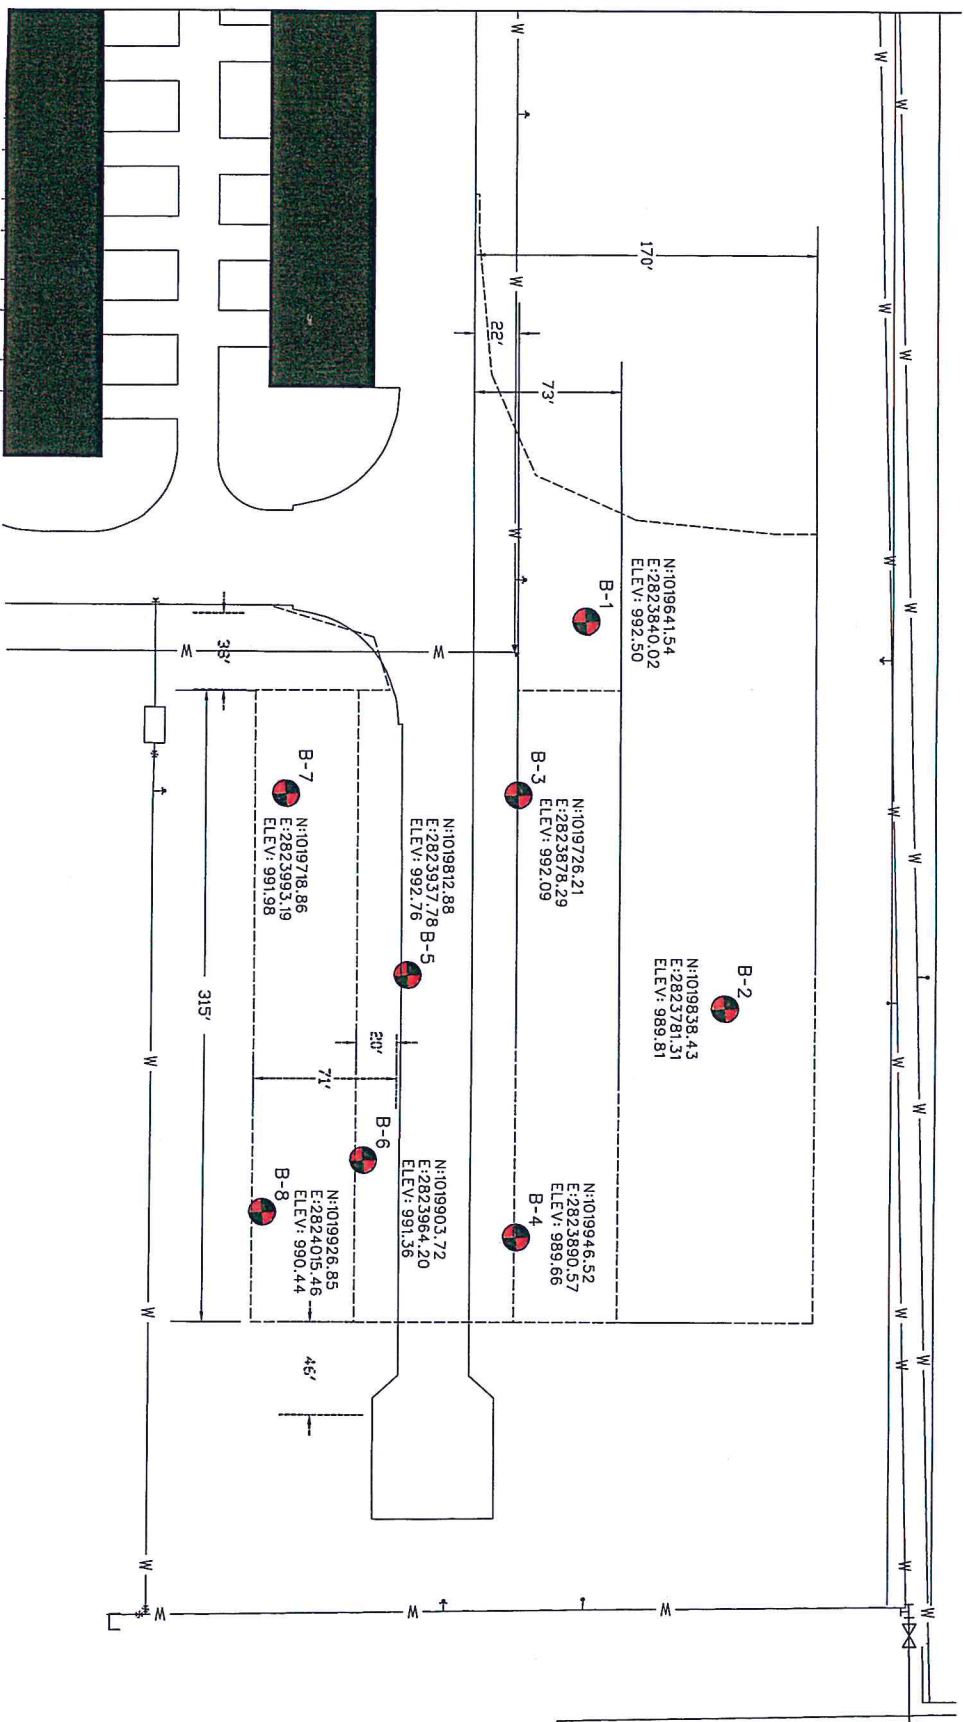 W
W
W
170'
W
22'
W
W
73'
W
W
W
B-1
N:1019641.54
E:2823840.02
ELEV: 992.50
38'
W
W
W
B-7
N:1019718.86
E:2823993.19
ELEV: 991.98
B-3
N:1019726.21
E:2823878.29
ELEV: 992.09
W
W
B-5
N:1019812.88
E:2823937.78
ELEV: 992.76
B-2
N:1019838.43
E:2823781.31
ELEV: 989.81
315'
20'
71'
W
W
W
B-6
N:1019903.72
E:2823964.20
ELEV: 991.36
B-8
N:1019926.85
E:2824015.46
ELEV: 990.44
B-4
N:1019946.52
E:2823890.57
ELEV: 989.66
W
W
W
46'
W
W
W
W
W
W